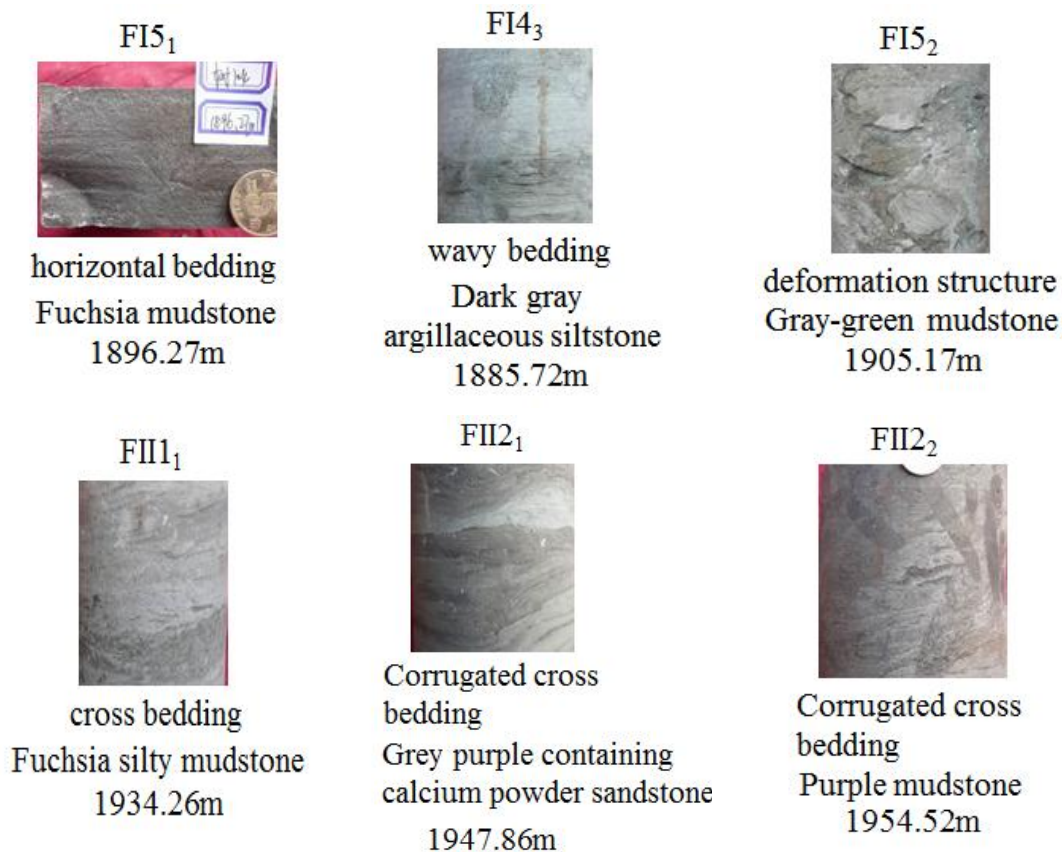 FI5₁
FI4₃
FI5₂
1896.27m
horizontal bedding
Fuchsia mudstone
1896.27m
wavy bedding
Dark gray
argillaceous siltstone
1885.72m
deformation structure
Gray-green mudstone
1905.17m
FII1₁
FII2₁
FII2₂
cross bedding
Fuchsia silty mudstone
1934.26m
Corrugated cross
bedding
Grey purple containing
calcium powder sandstone
1947.86m
Corrugated cross
bedding
Purple mudstone
1954.52m